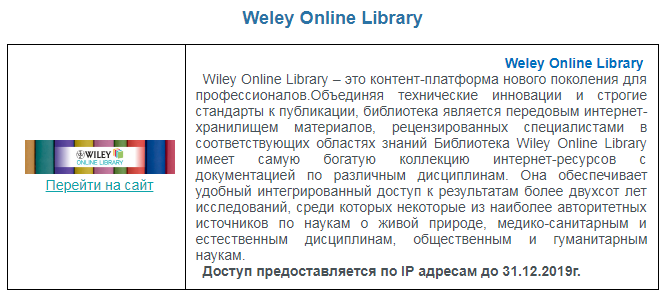 Weley Online Library
WILEY
ONLINE LIBRARY
Перейти на сайт
Weley Online Library
Wiley Online Library – это контент-платформа нового поколения для
профессионалов.Объединяя технические инновации и строгие
стандарты к публикации, библиотека является передовым интернет-
хранилищем материалов, рецензированных специалистами в
соответствующих областях знаний Библиотека Wiley Online Library
имеет самую богатую коллекцию интернет-ресурсов с
документацией по различным дисциплинам. Она обеспечивает
удобный интегрированный доступ к результатам более двухсот лет
исследований, среди которых некоторые из наиболее авторитетных
источников по наукам о живой природе, медико-санитарным и
естественным дисциплинам, общественным и гуманитарным
наукам.
Доступ предоставляется по IP адресам до 31.12.2019г.